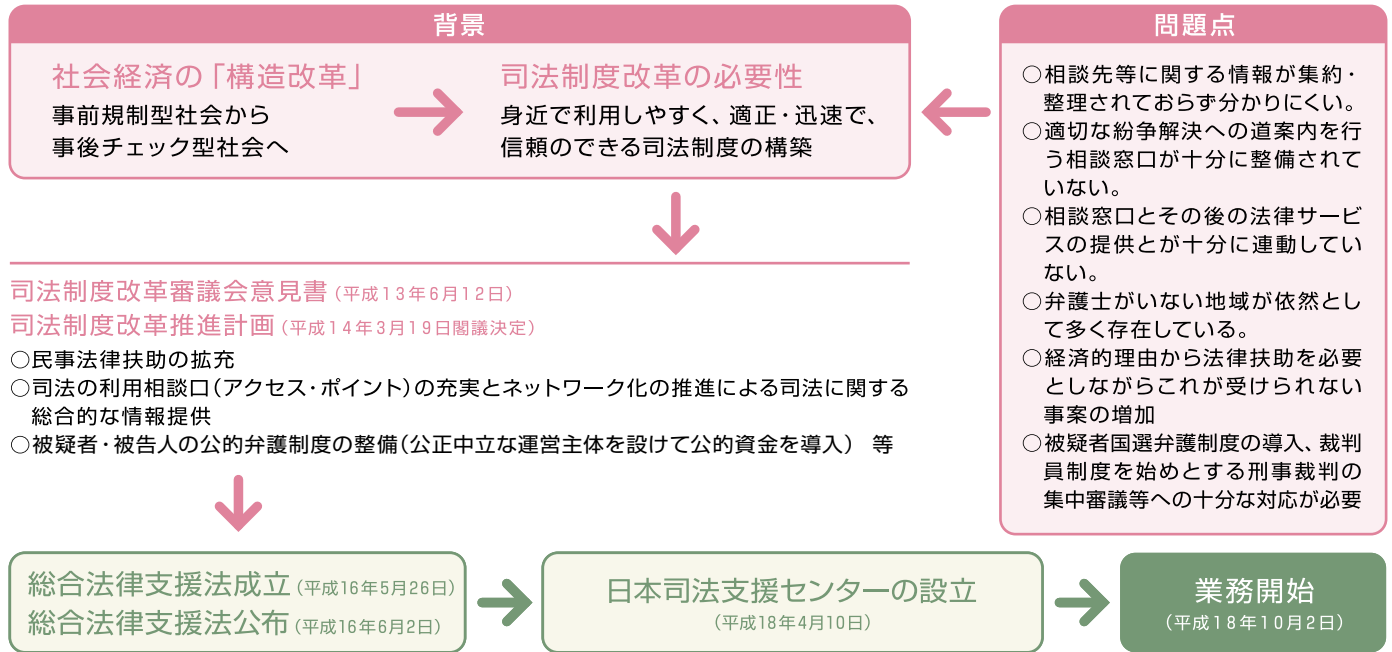 背景
社会経済の「構造改革」
事前規制型社会から
事後チェック型社会へ
司法制度改革の必要性
身近で利用しやすく、適正・迅速で、
信頼のできる司法制度の構築
問題点
○相談先等に関する情報が集約・
整理されておらず分かりにくい。
○適切な紛争解決への道案内を行
う相談窓口が十分に整備されて
いない。
○相談窓口とその後の法律サービ
スの提供とが十分に連動してい
ない。
○弁護士がいない地域が依然とし
て多く存在している。
○経済的理由から法律扶助を必要
としながらこれが受けられない
事案の増加
○被疑者国選弁護制度の導入、裁判
員制度を始めとする刑事裁判の
集中審議等への十分な対応が必要
司法制度改革審議会意見書（平成13年6月12日）
司法制度改革推進計画（平成14年3月19日閣議決定）
○民事法律扶助の拡充
○司法の利用相談口（アクセス・ポイント）の充実とネットワーク化の推進による司法に関する
総合的な情報提供
○被疑者・被告人の公的弁護制度の整備（公正中立な運営主体を設けて公的資金を導入） 等
総合法律支援法成立（平成16年5月26日）
総合法律支援法公布（平成16年6月2日）
日本司法支援センターの設立
（平成18年4月10日）
業務開始
（平成18年10月2日）